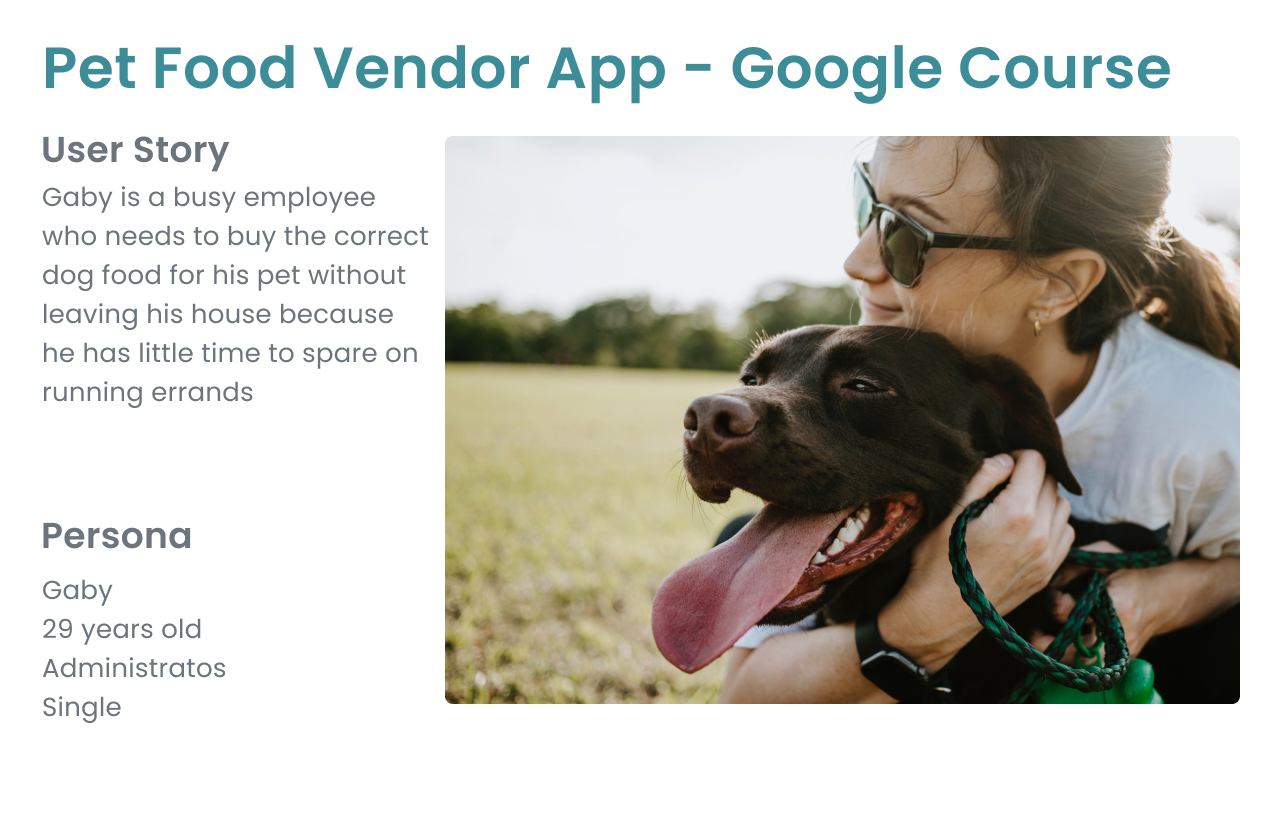 Pet Food Vendor App - Google Course
User Story
Gaby is a busy employee
who needs to buy the correct
dog food for his pet without
leaving his house because
he has little time to spare on
running errands
Persona
Gaby
29 years old
Administratos
Single